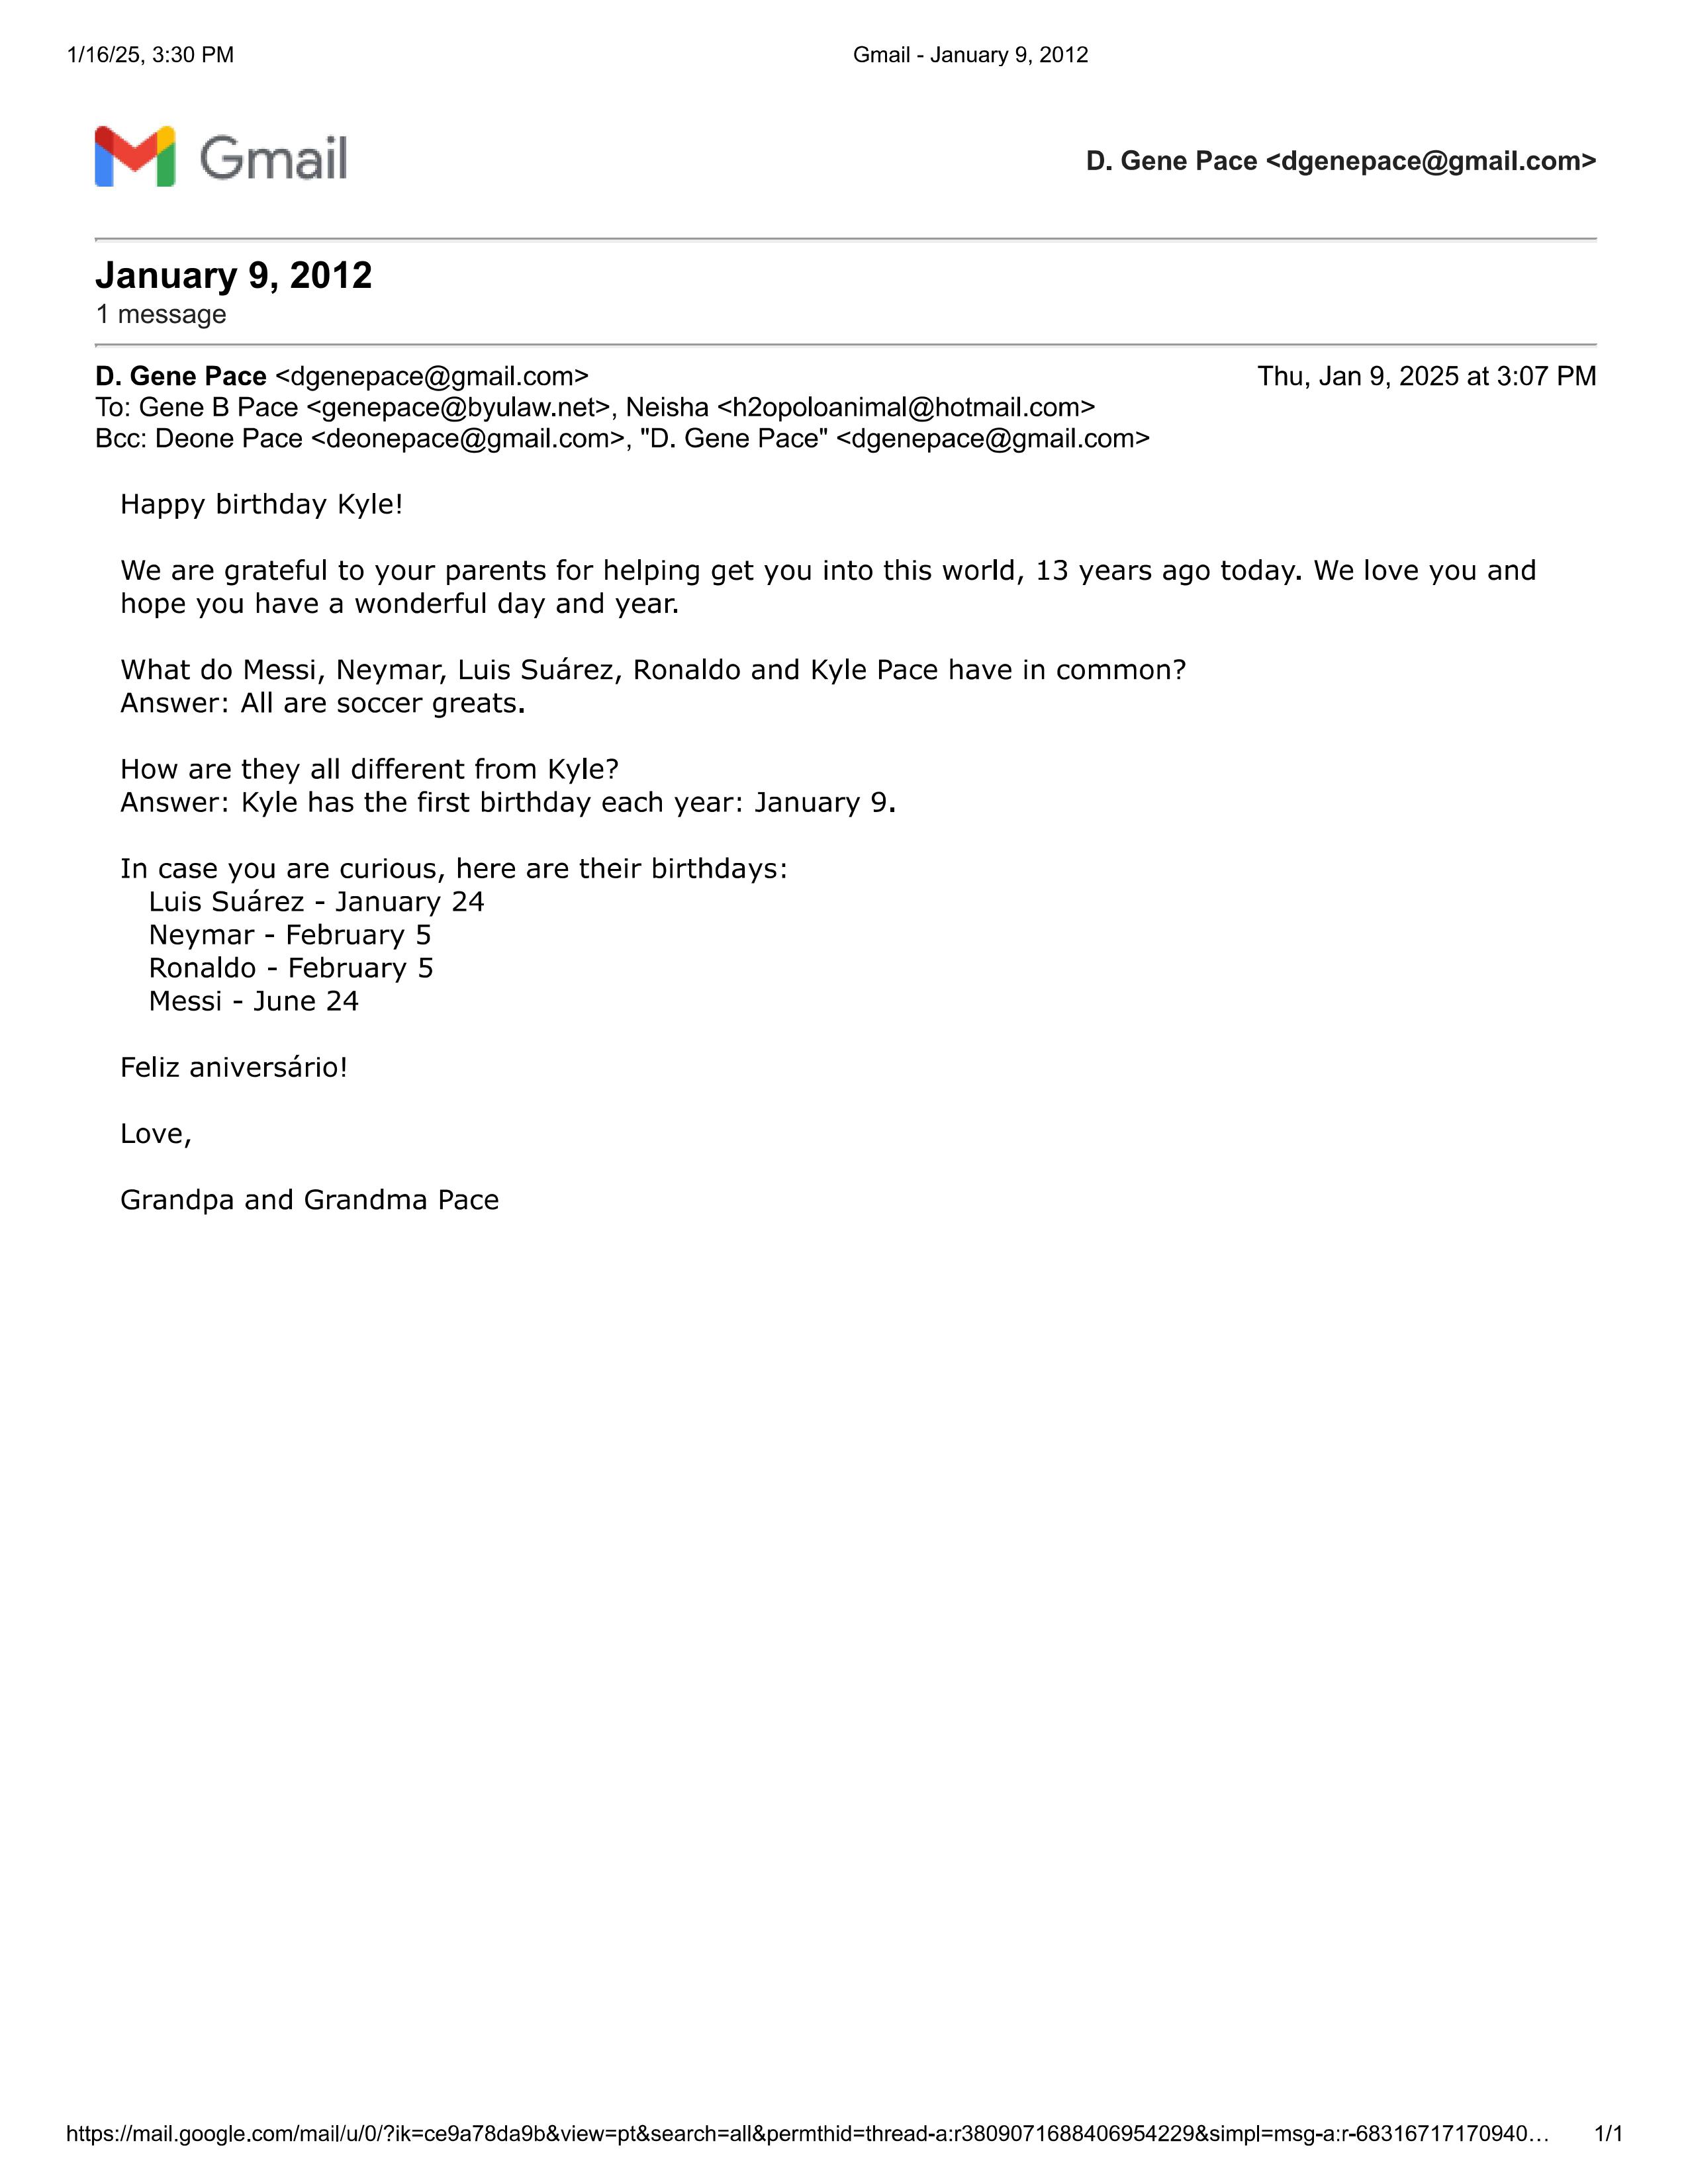 1/16/25, 3:30 PM
Gmail - January 9, 2012
Gmail
D. Gene Pace <dgenepace@gmail.com>
January 9, 2012
1 message
D. Gene Pace <dgenepace@gmail.com>
Thu, Jan 9, 2025 at 3:07 PM
To: Gene B Pace <genepace@byulaw.net>, Neisha <h2opoloanimal@hotmail.com>
Bcc: Deone Pace <deonepace@gmail.com>, "D. Gene Pace" <dgenepace@gmail.com>
Happy birthday Kyle!
We are grateful to your parents for helping get you into this world, 13 years ago today. We love you and
hope you have a wonderful day and year.
What do Messi, Neymar, Luis Suárez, Ronaldo and Kyle Pace have in common?
Answer: All are soccer greats.
How are they all different from Kyle?
Answer: Kyle has the first birthday each year: January 9.
In case you are curious, here are their birthdays:
Luis Suárez - January 24
Neymar - February 5
Ronaldo - February 5
Messi - June 24
Feliz aniversário!
Love,
Grandpa and Grandma Pace
https://mail.google.com/mail/u/0/?ik=ce9a78da9b&view=pt&search=all&permthid=thread-a:r3809071688406954229&simpl=msg-a:r-68316717170940…
1/1